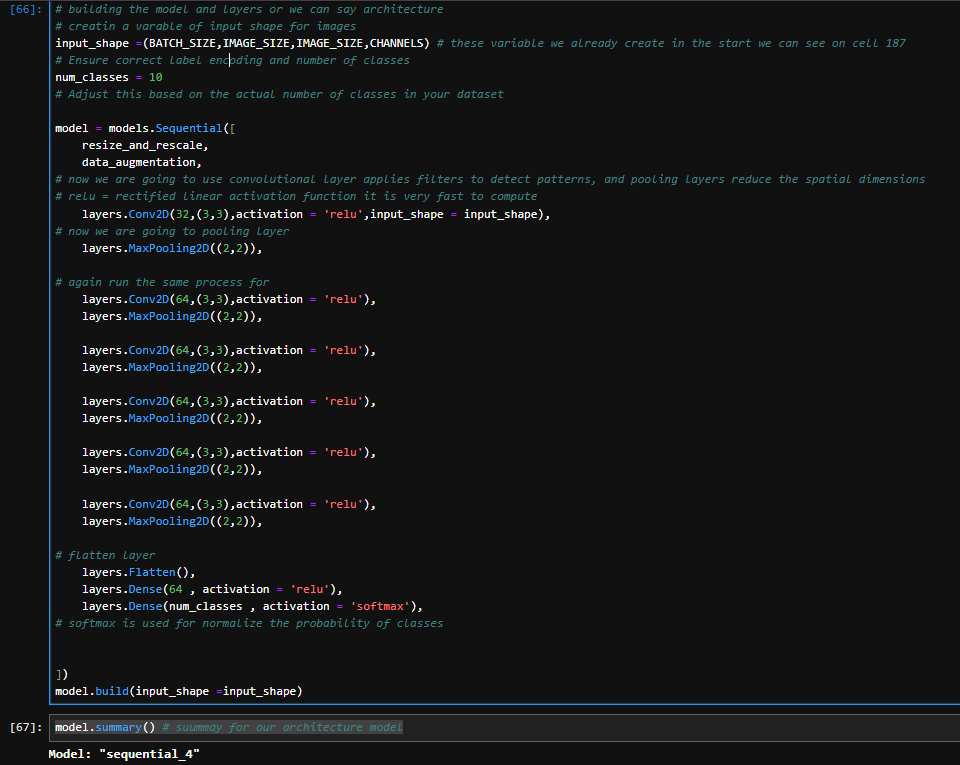 [66]: # building the model and layers or we can say architecture
# creatin a varable of input shape for images
input_shape =(BATCH_SIZE,IMAGE_SIZE,IMAGE_SIZE,CHANNELS) # these variable we already create in the start we can see on cell 187
# Ensure correct label encoding and number of classes
num_classes = 10
# Adjust this based on the actual number of classes in your dataset
model = models.Sequential([
resize_and_rescale,
data_augmentation,
# now we are going to use convolutional layer applies filters to detect patterns, and pooling layers reduce the spatial dimensions
# relu = rectified linear activation function it is very fast to compute
layers.Conv2D(32,(3,3),activation = 'relu',input_shape = input_shape),
# now we are going to pooling layer
layers.MaxPooling2D((2,2)),
# again run the same process for
layers.Conv2D(64,(3,3),activation = 'relu'),
layers.MaxPooling2D((2,2)),
layers.Conv2D(64,(3,3),activation = 'relu'),
layers.MaxPooling2D((2,2)),
layers.Conv2D(64,(3,3),activation = 'relu'),
layers.MaxPooling2D((2,2)),
layers.Conv2D(64,(3,3),activation = 'relu'),
layers.MaxPooling2D((2,2)),
layers.Conv2D(64,(3,3),activation = 'relu'),
layers.MaxPooling2D((2,2)),
# flatten layer
layers.Flatten(),
layers.Dense(64 , activation = 'relu'),
layers.Dense(num_classes , activation = 'softmax'),
# softmax is used for normalize the probability of classes
])
model.build(input_shape =input_shape)
[67]: model.summary() # suummay for our architecture model
Model: "sequential_4"